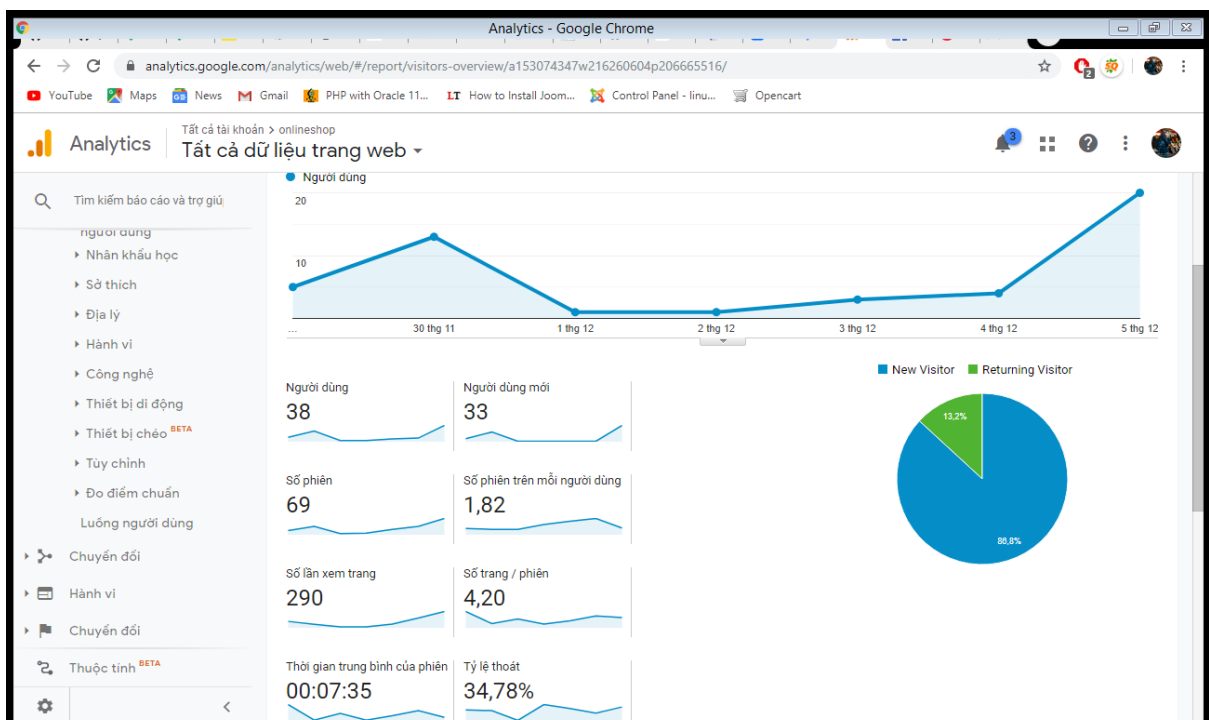 Analytics - Google Chrome
analytics.google.com/analytics/web/#/report/visitors-overview/a153074347w216260604p206665516/
YouTube Maps News Gmail PHP with Oracle 11... LT How to Install Joom... Control Panel - linu... Opencart
Analytics
Tất cả tài khoản > onlineshop
Tất cả dữ liệu trang web
3
Tìm kiếm báo cáo và trợ giú
người dùng
Nhân khẩu học
Sở thích
Địa lý
Hành vi
Công nghệ
Thiết bị di động
Thiết bị chéo BETA
Tùy chỉnh
Đo điểm chuẩn
Luồng người dùng
Chuyển đổi
Hành vi
Chuyển đổi
Thuộc tính BETA
Người dùng
20
10
... 30 thg 11 1 thg 12 2 thg 12 3 thg 12 4 thg 12 5 thg 12
Người dùng
38
Người dùng mới
33
Số phiên
69
Số phiên trên mỗi người dùng
1,82
Số lần xem trang
290
Số trang / phiên
4,20
Thời gian trung bình của phiên
00:07:35
Tỷ lệ thoát
34,78%
New Visitor Returning Visitor
13,2%
86,8%